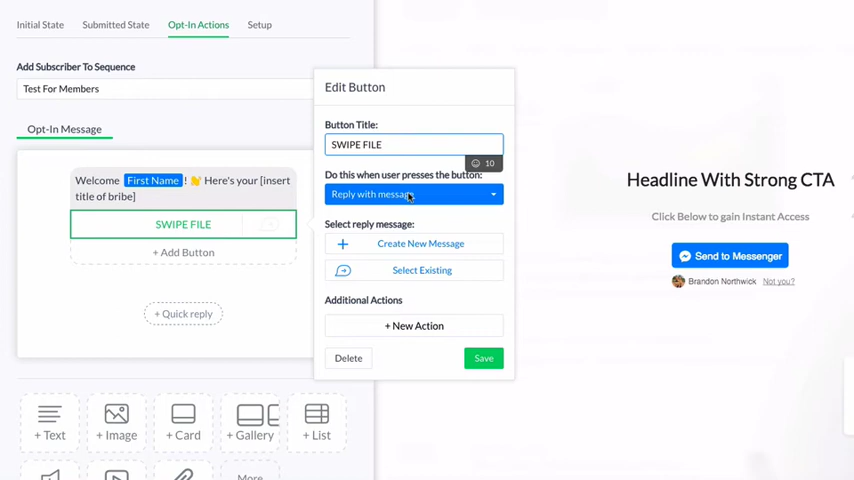 Initial State
Submitted State
Opt-In Actions
Setup
Add Subscriber To Sequence
Test For Members
Opt-In Message
Welcome First Name ! 👋 Here's your [insert
title of bribe]
SWIPE FILE
+ Add Button
+ Quick reply
+ Text
+ Image
+ Card
+ Gallery
+ List
More
Edit Button
Button Title:
SWIPE FILE
10
Do this when user presses the button:
Reply with message
Select reply message:
Create New Message
Select Existing
Additional Actions
+ New Action
Delete
Save
Headline With Strong CTA
Click Below to gain Instant Access
Send to Messenger
Brandon Northwick Not you?